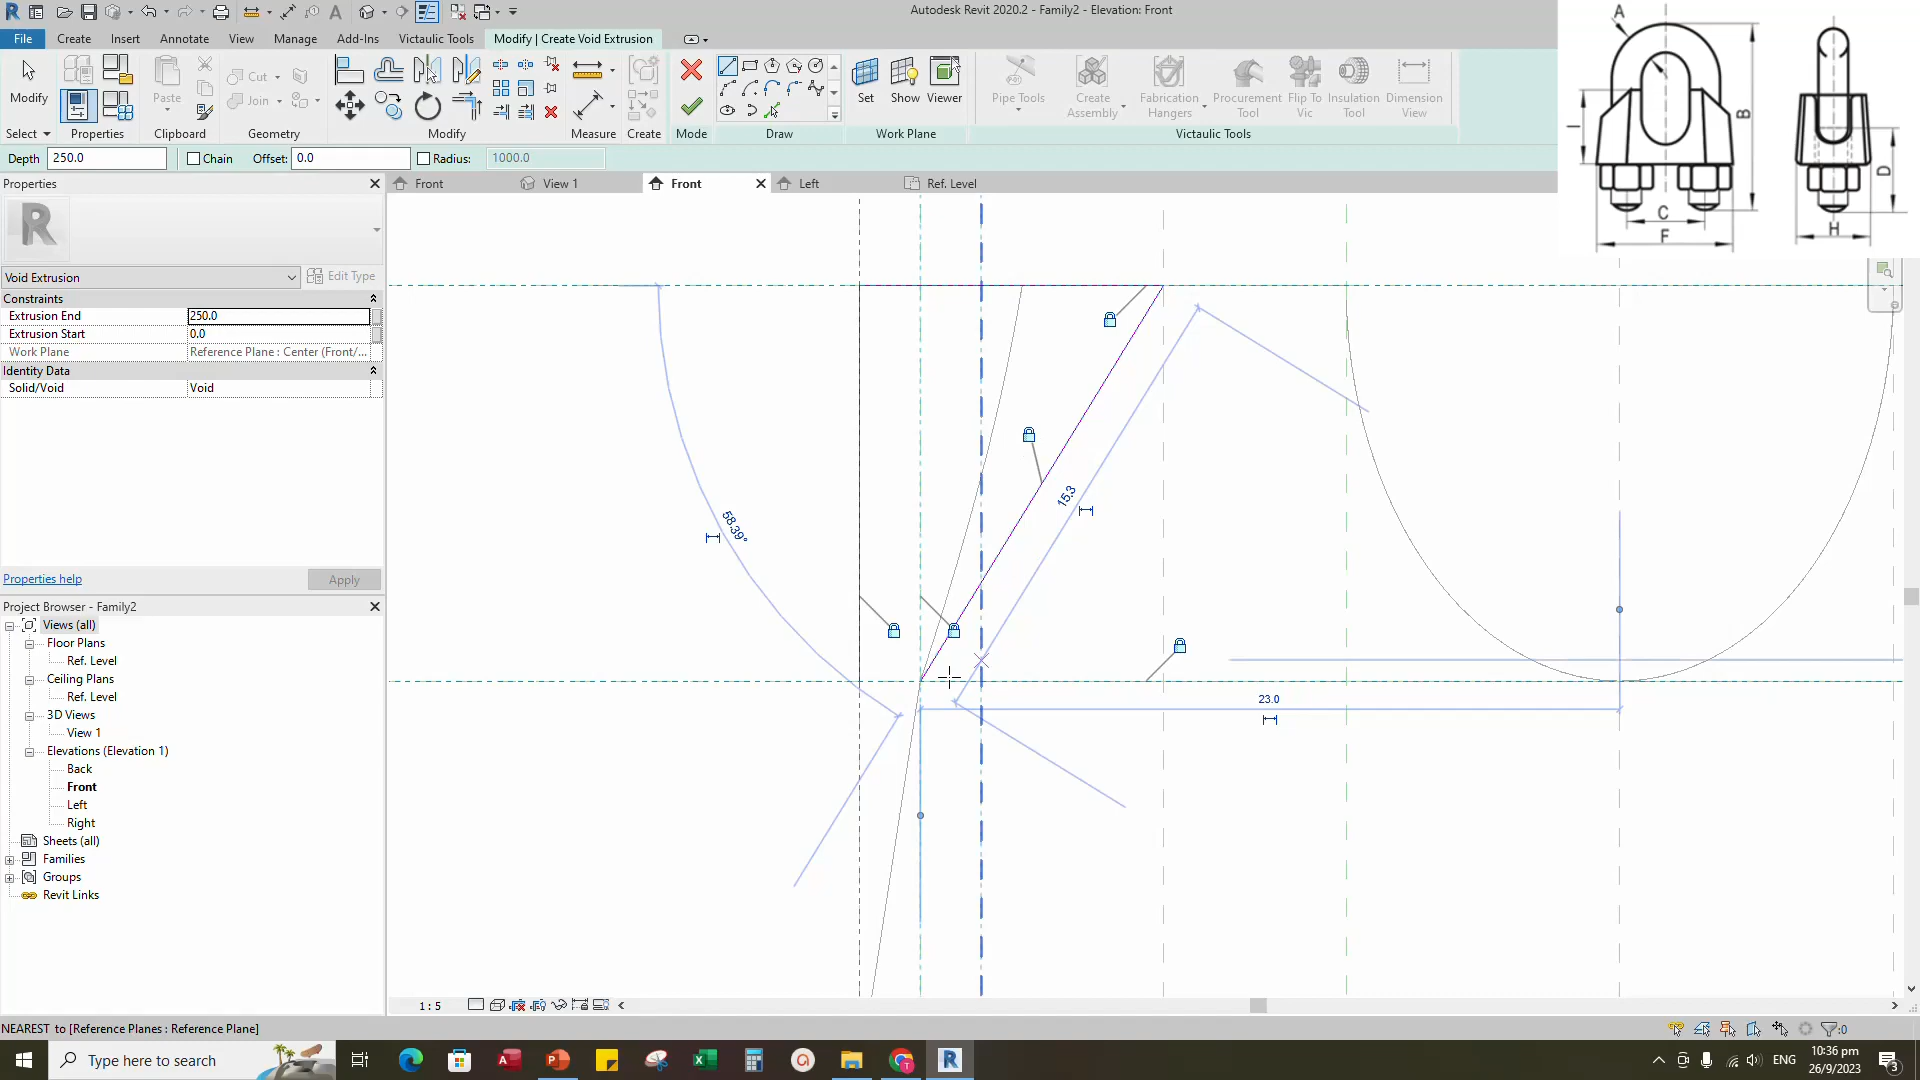 Autodesk Revit 2020.2 - Family2 - Elevation: Front
File Create Insert Annotate View Manage Add-Ins Victaulic Tools Modify | Create Void Extrusion
Modify Paste Cut Join Set Show Viewer Pipe Tools Create Assembly Fabrication Hangers Procurement Tool Flip To Vic Insulation Tool Dimension View
Select Properties Clipboard Geometry Modify Measure Create Mode Draw Work Plane Victaulic Tools
Depth 250.0 Chain Offset: 0.0 Radius: 1000.0
Properties
Front View 1 Front Left Ref. Level
Void Extrusion Edit Type
Constraints
Extrusion End 250.0
Extrusion Start 0.0
Work Plane Reference Plane : Center (Front/...
Identity Data
Solid/Void Void
Properties help Apply
Project Browser - Family2
Views (all)
Floor Plans
Ref. Level
Ceiling Plans
Ref. Level
3D Views
View 1
Elevations (Elevation 1)
Back
Front
Left
Right
Sheets (all)
Families
Groups
Revit Links
58.39°
15.3
23.0
A
B
I
C
F
D
H
1 : 5
NEAREST to [Reference Planes : Reference Plane]
:0
Type here to search
ENG
10:36 pm
26/9/2023
3